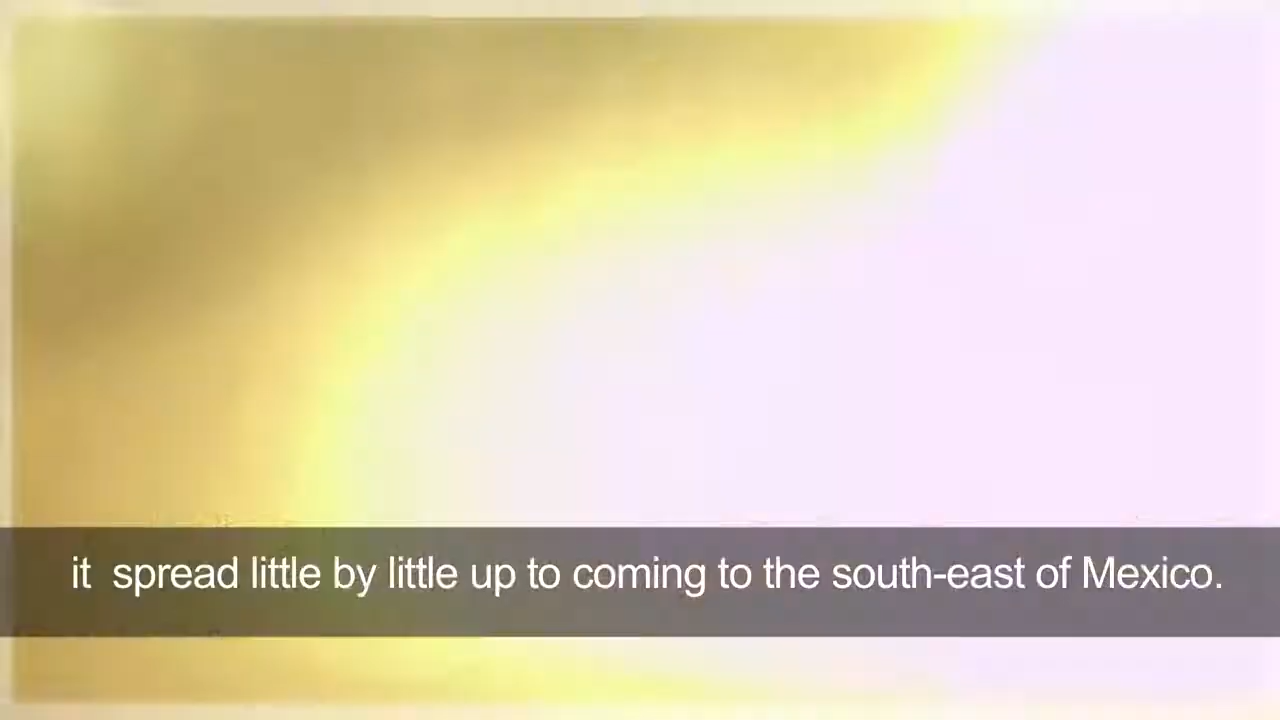 it  spread little by little up to coming to the south-east of Mexico.